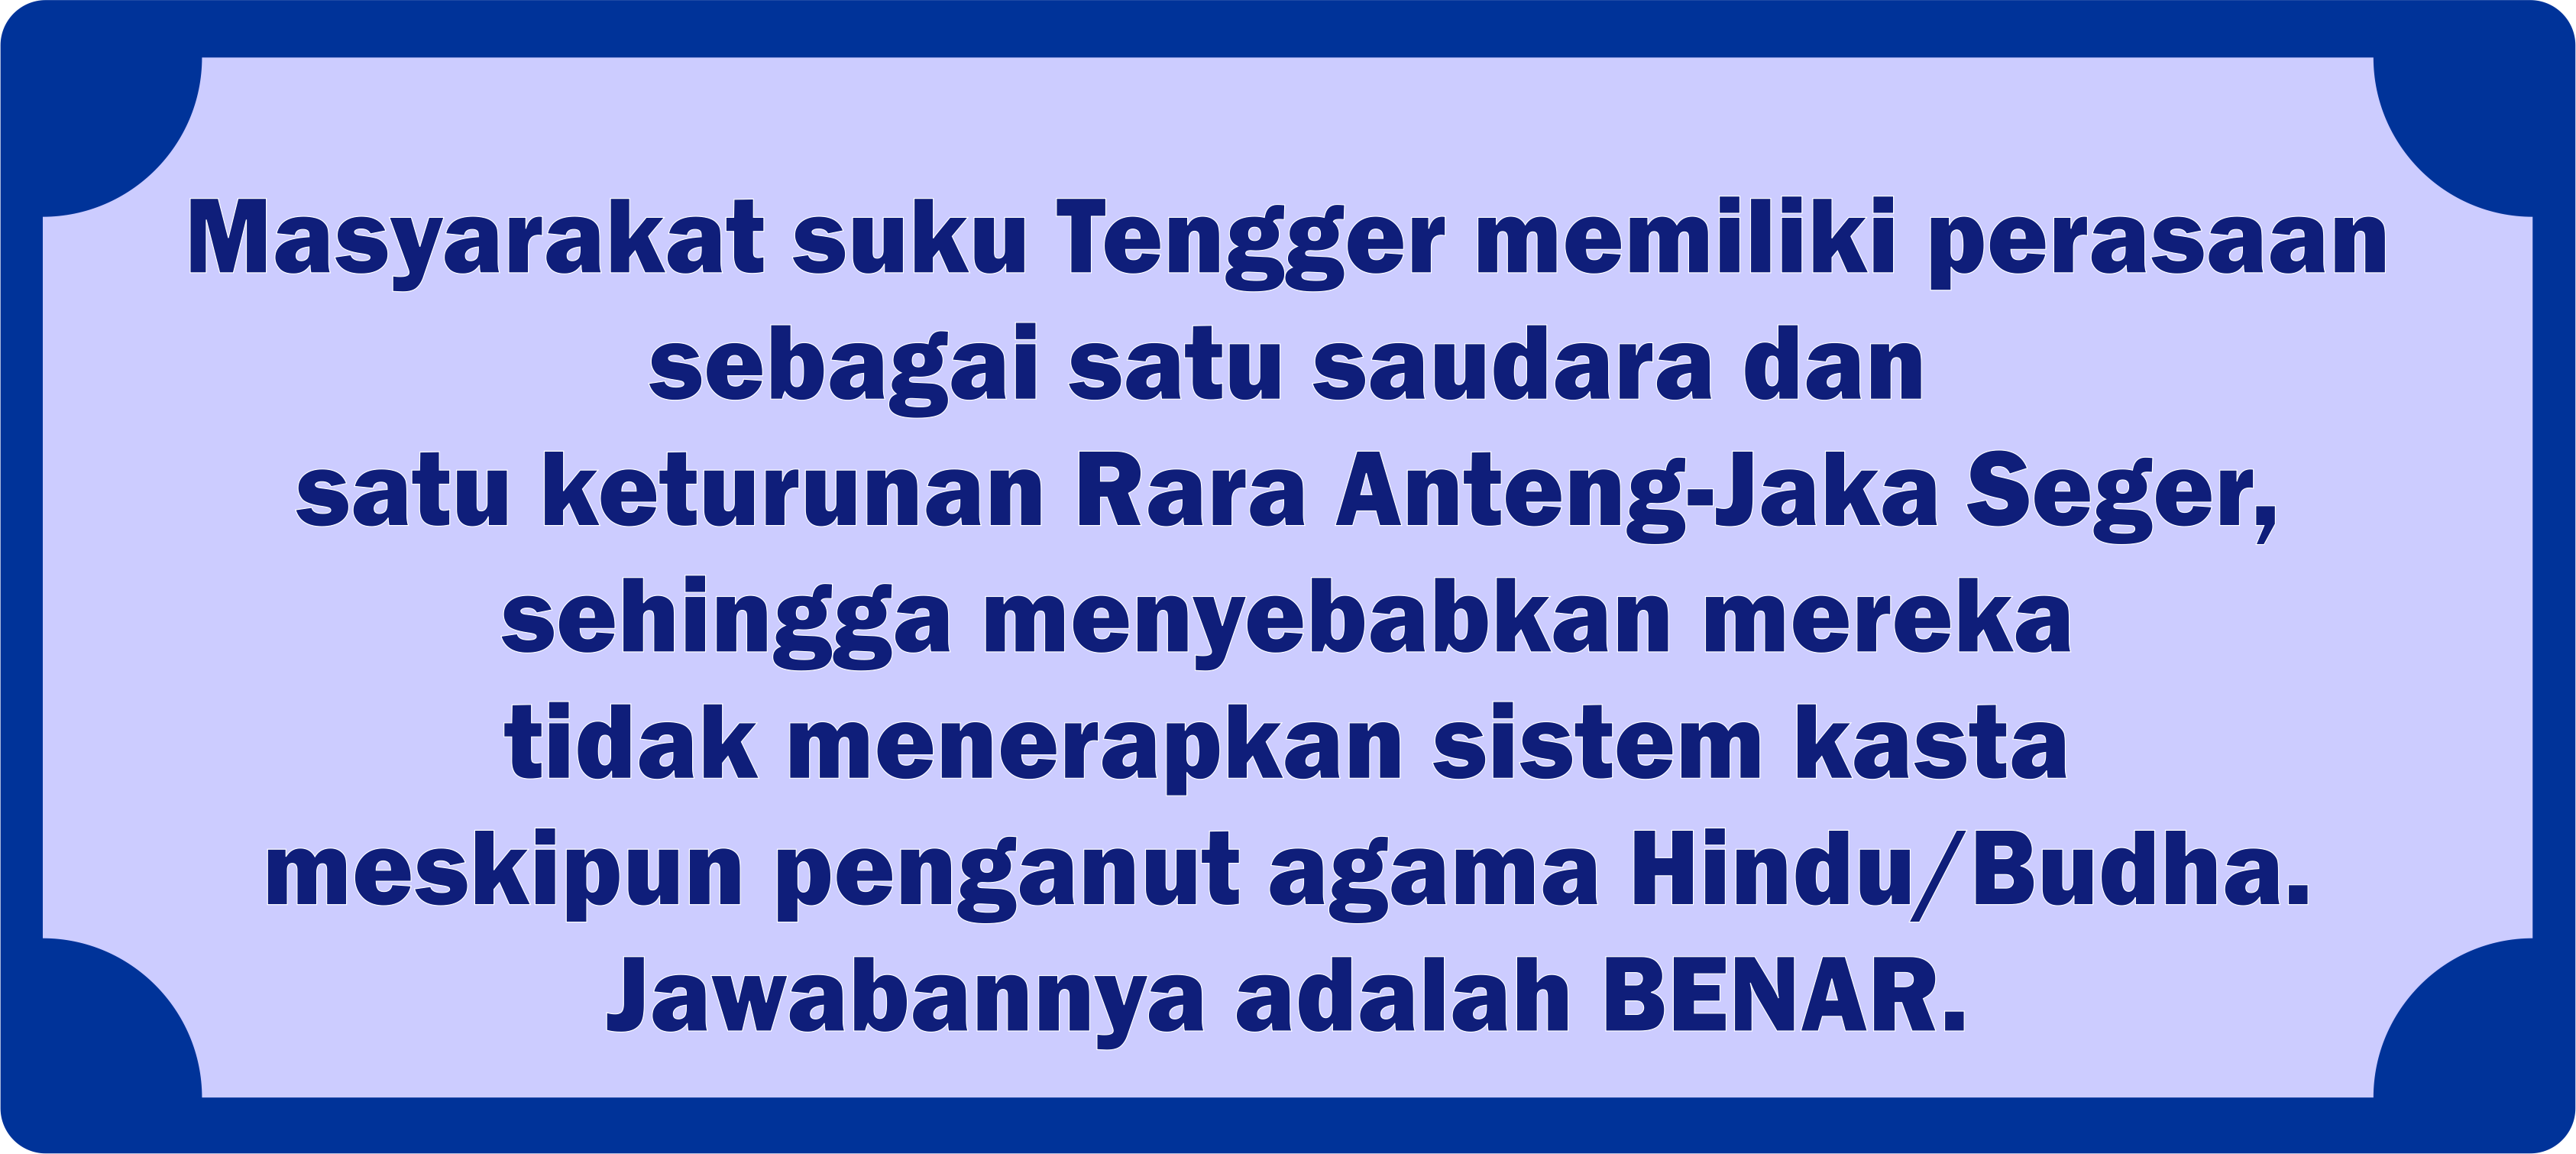 Masyarakat suku Tengger memiliki perasaan
sebagai satu saudara dan
satu keturunan Rara Anteng-Jaka Seger,
sehingga menyebabkan mereka
tidak menerapkan sistem kasta
meskipun penganut agama Hindu/Budha.
Jawabannya adalah BENAR.